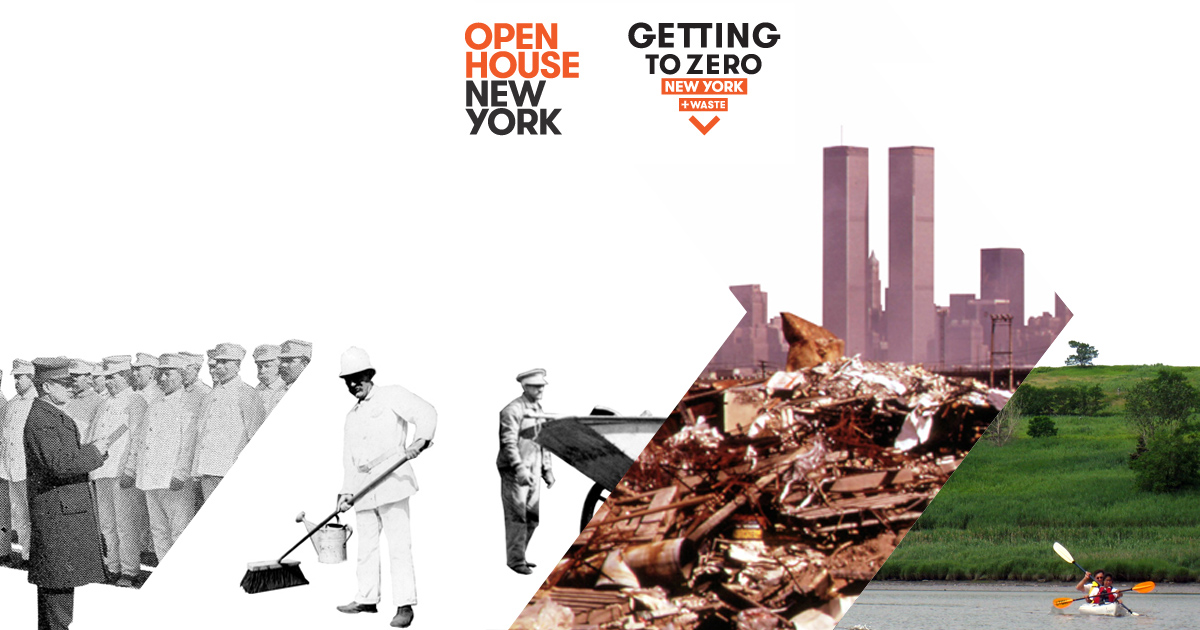 OPEN
HOUSE
NEW
YORK
GETTING
TO ZERO
NEW YORK
+WASTE